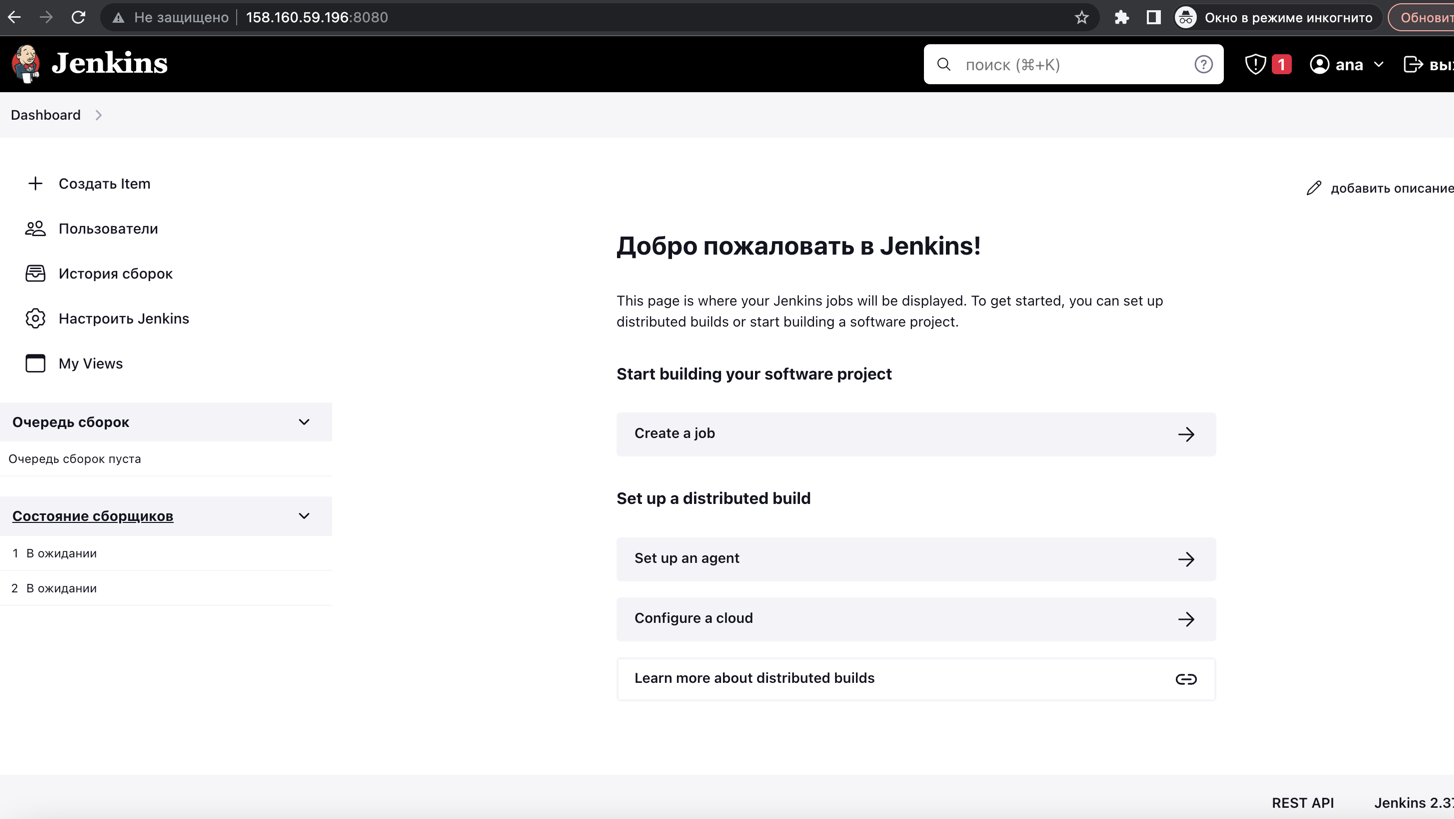 Не защищено
158.160.59.196:8080
Окно в режиме инкогнито
Обновит
Jenkins
поиск (⌘+K)
?
1
ana
вы
Dashboard
Создать Item
добавить описание
Пользователи
История сборок
Настроить Jenkins
My Views
Очередь сборок
Очередь сборок пуста
Состояние сборщиков
1 В ожидании
2 В ожидании
Добро пожаловать в Jenkins!
This page is where your Jenkins jobs will be displayed. To get started, you can set up
distributed builds or start building a software project.
Start building your software project
Create a job
Set up a distributed build
Set up an agent
Configure a cloud
Learn more about distributed builds
REST API
Jenkins 2.37